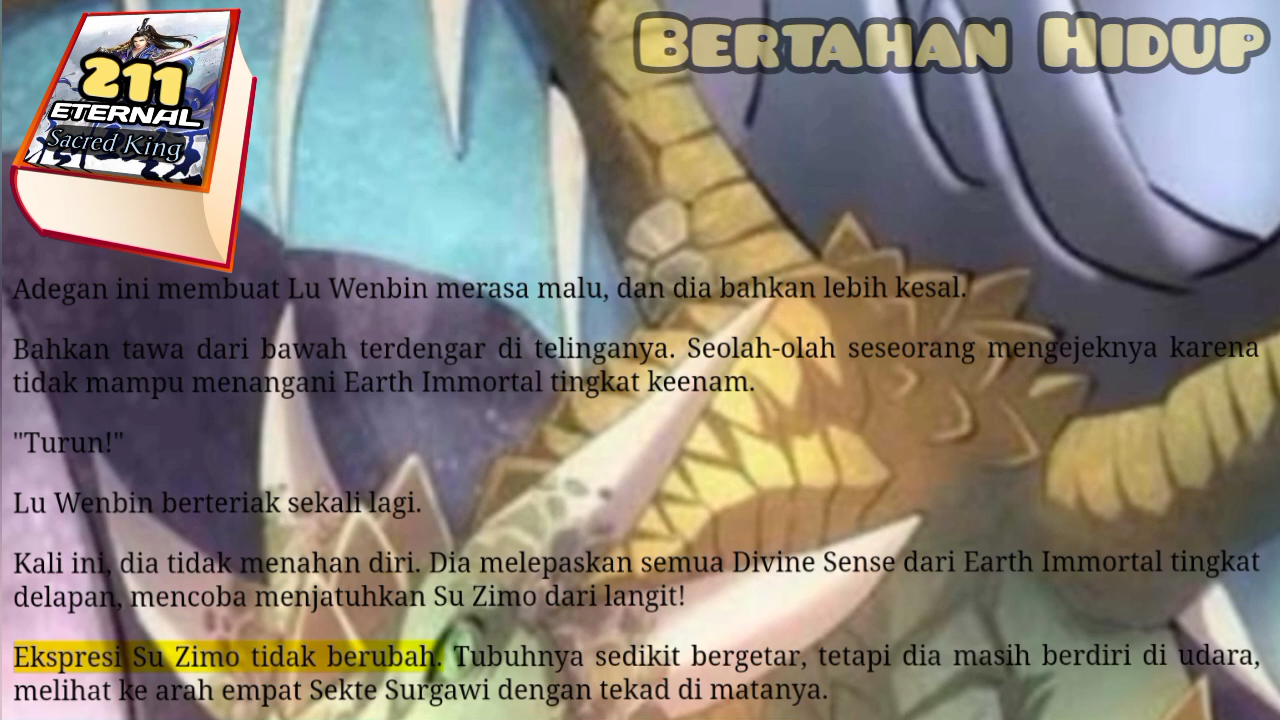 BERTAHAN HIDUP
211
ETERNAL
Sacred King
Adegan ini membuat Lu Wenbin merasa malu, dan dia bahkan lebih kesal.
Bahkan tawa dari bawah terdengar di telinganya. Seolah-olah seseorang mengejeknya karena
tidak mampu menangani Earth Immortal tingkat keenam.
"Turun!"
Lu Wenbin berteriak sekali lagi.
Kali ini, dia tidak menahan diri. Dia melepaskan semua Divine Sense dari Earth Immortal tingkat
delapan, mencoba menjatuhkan Su Zimo dari langit!
Ekspresi Su Zimo tidak berubah. Tubuhnya sedikit bergetar, tetapi dia masih berdiri di udara,
melihat ke arah empat Sekte Surgawi dengan tekad di matanya.